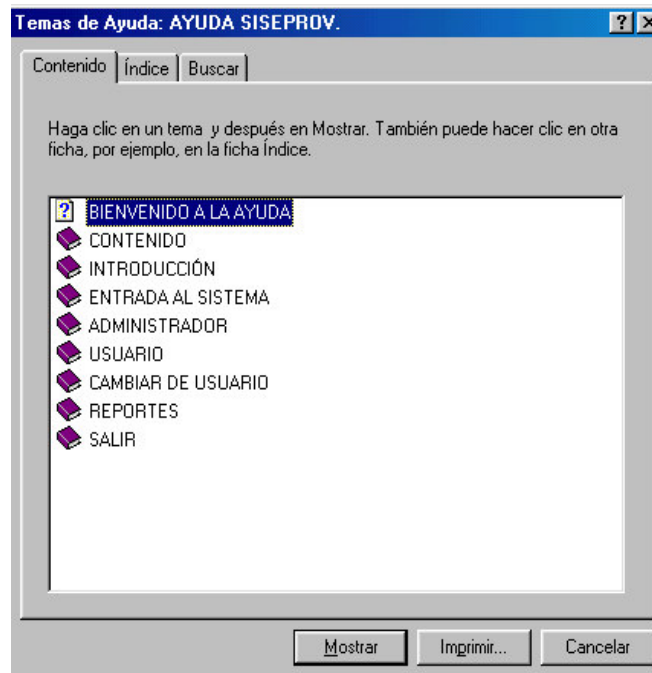 Temas de Ayuda: AYUDA SISEPROV.
Contenido Índice Buscar
Haga clic en un tema y después en Mostrar. También puede hacer clic en otra
ficha, por ejemplo, en la ficha Índice.
BIENVENIDO A LA AYUDA
CONTENIDO
INTRODUCCIÓN
ENTRADA AL SISTEMA
ADMINISTRADOR
USUARIO
CAMBIAR DE USUARIO
REPORTES
SALIR
Mostrar Imprimir... Cancelar